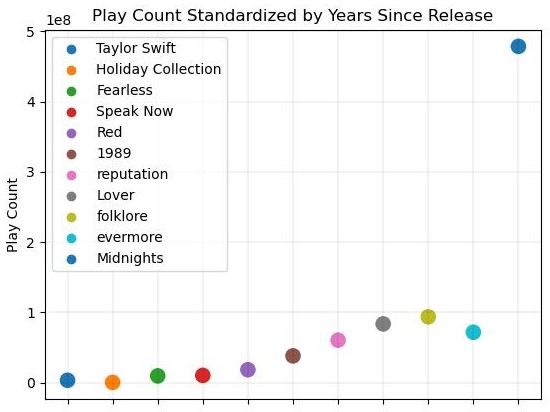 Play Count Standardized by Years Since Release
1e8
5
4
3
2
1
0
Play Count
Taylor Swift
Holiday Collection
Fearless
Speak Now
Red
1989
reputation
Lover
folklore
evermore
Midnights